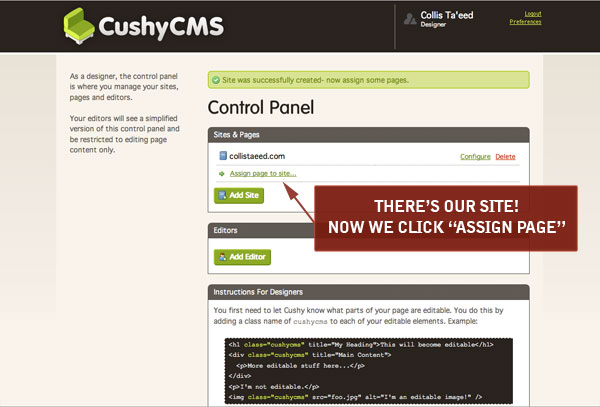 CushyCMS
Collis Ta'eed
Designer
Logout
Preferences
As a designer, the control panel
is where you manage your sites,
pages and editors.
Your editors will see a simplified
version of this control panel and
be restricted to editing page
content only.
Site was successfully created- now assign some pages.
Control Panel
Sites & Pages
collistaeed.com
Configure
Delete
Assign page to site...
Add Site
THERE'S OUR SITE!
NOW WE CLICK “ASSIGN PAGE”
Editors
Add Editor
Instructions For Designers
You first need to let Cushy know what parts of your page are editable. You do this by
adding a class name of cushycms to each of your editable elements. Example:
<h1 class="cushycms" title="My Heading">This will become editable</h1>
<div class="cushycms" title="Main Content">
<p>More editable stuff here...</p>
</div>
<p>I'm not editable.</p>
<img class="cushycms" src="foo.jpg" alt="I'm an editable image!" />